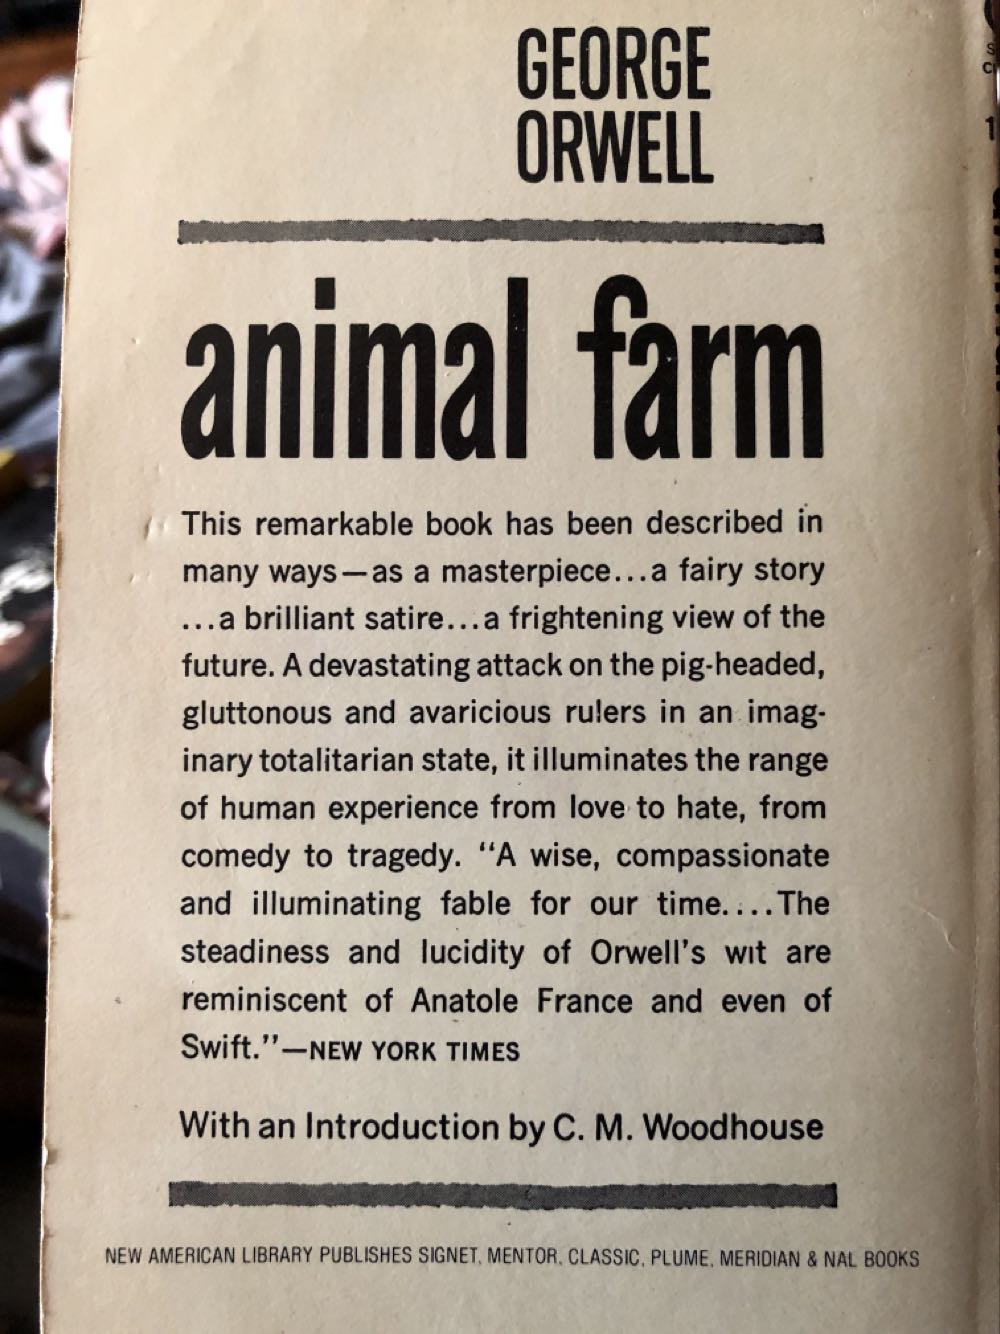 GEORGE
ORWELL
animal farm
This remarkable book has been described in
many ways—as a masterpiece...a fairy story
...a brilliant satire...a frightening view of the
future. A devastating attack on the pig-headed,
gluttonous and avaricious rulers in an imag-
inary totalitarian state, it illuminates the range
of human experience from love to hate, from
comedy to tragedy. "A wise, compassionate
and illuminating fable for our time....The
steadiness and lucidity of Orwell's wit are
reminiscent of Anatole France and even of
Swift."—NEW YORK TIMES
With an Introduction by C. M. Woodhouse
NEW AMERICAN LIBRARY PUBLISHES SIGNET, MENTOR, CLASSIC, PLUME, MERIDIAN & NAL BOOKS